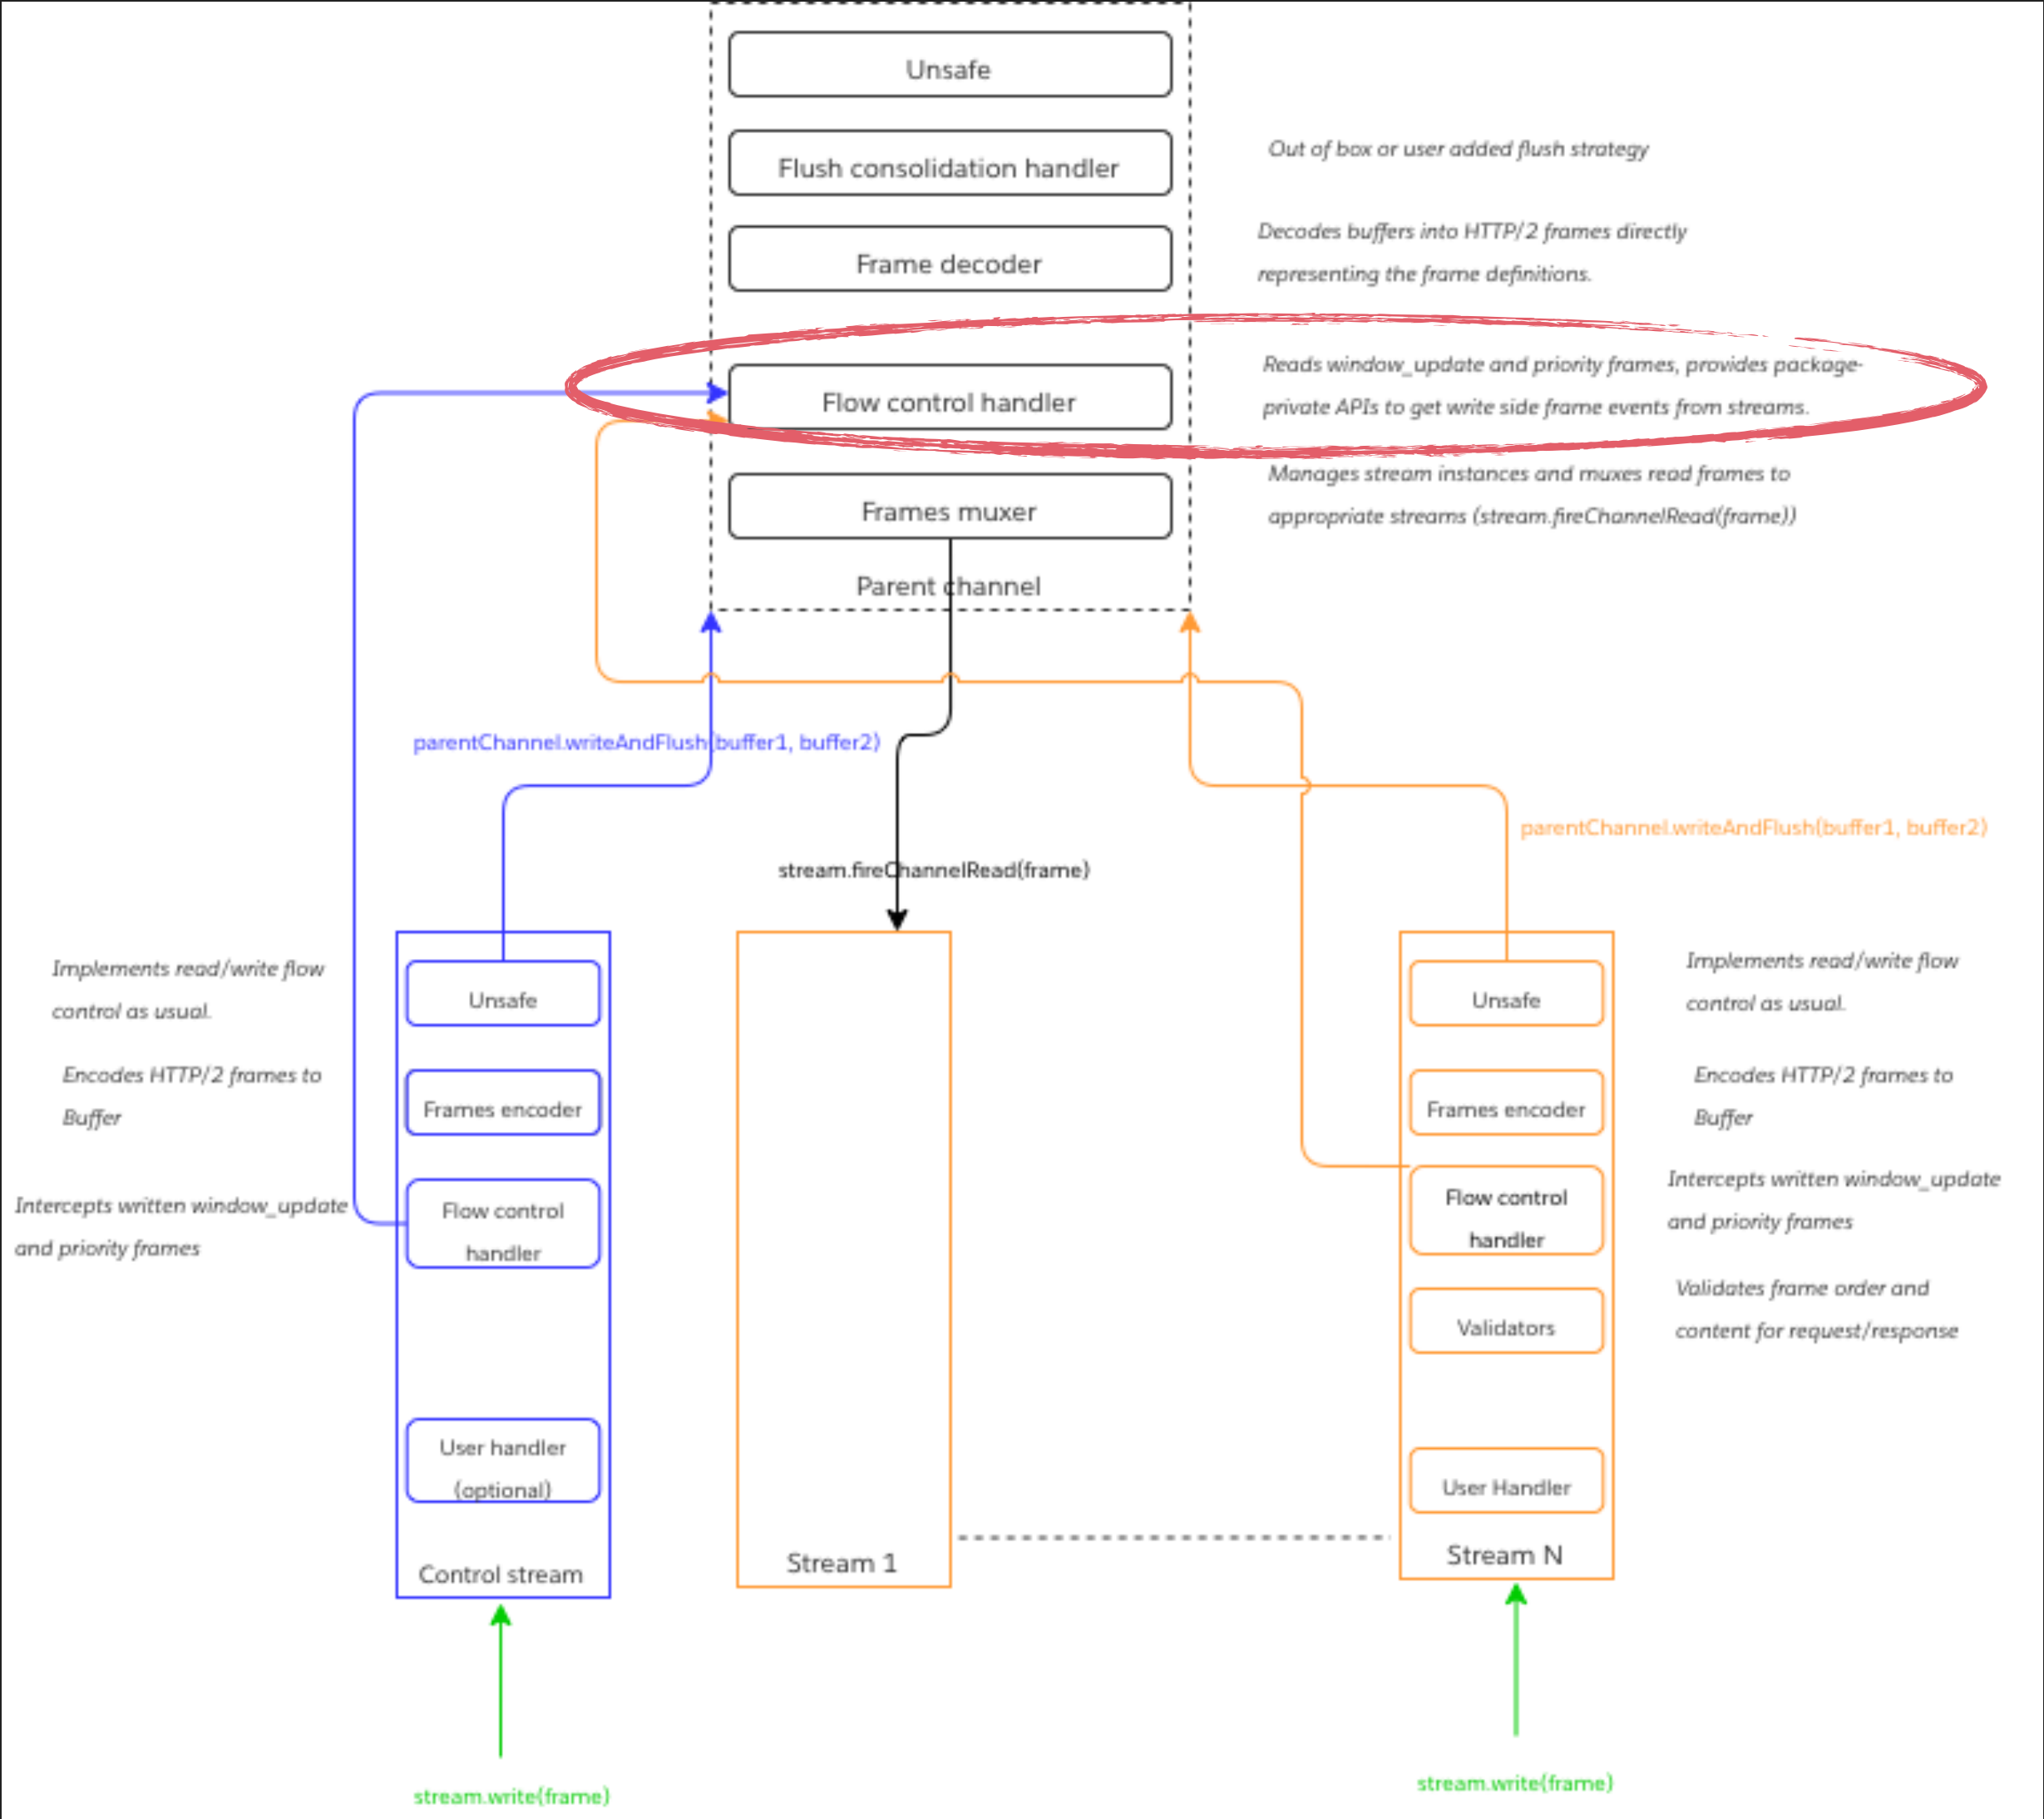 Unsafe
Flush consolidation handler
Out of box or user added flush strategy
Frame decoder
Decodes buffers into HTTP/2 frames directly
representing the frame definitions.
Flow control handler
Reads window_update and priority frames, provides package-
private APIs to get write side frame events from streams.
Frames muxer
Manages stream instances and muxes read frames to
appropriate streams (stream.fireChannelRead(frame))
Parent channel
parentChannel.writeAndFlush(buffer1, buffer2)
parentChannel.writeAndFlush(buffer1, buffer2)
stream.fireChannelRead(frame)
Implements read/write flow
control as usual.
Encodes HTTP/2 frames to
Buffer
Intercepts written window_update
and priority frames
Unsafe
Frames encoder
Flow control
handler
User handler
(optional)
Control stream
stream.write(frame)
Stream 1
Unsafe
Frames encoder
Flow control
handler
Validators
User Handler
Stream N
stream.write(frame)
Implements read/write flow
control as usual.
Encodes HTTP/2 frames to
Buffer
Intercepts written window_update
and priority frames
Validates frame order and
content for request/response